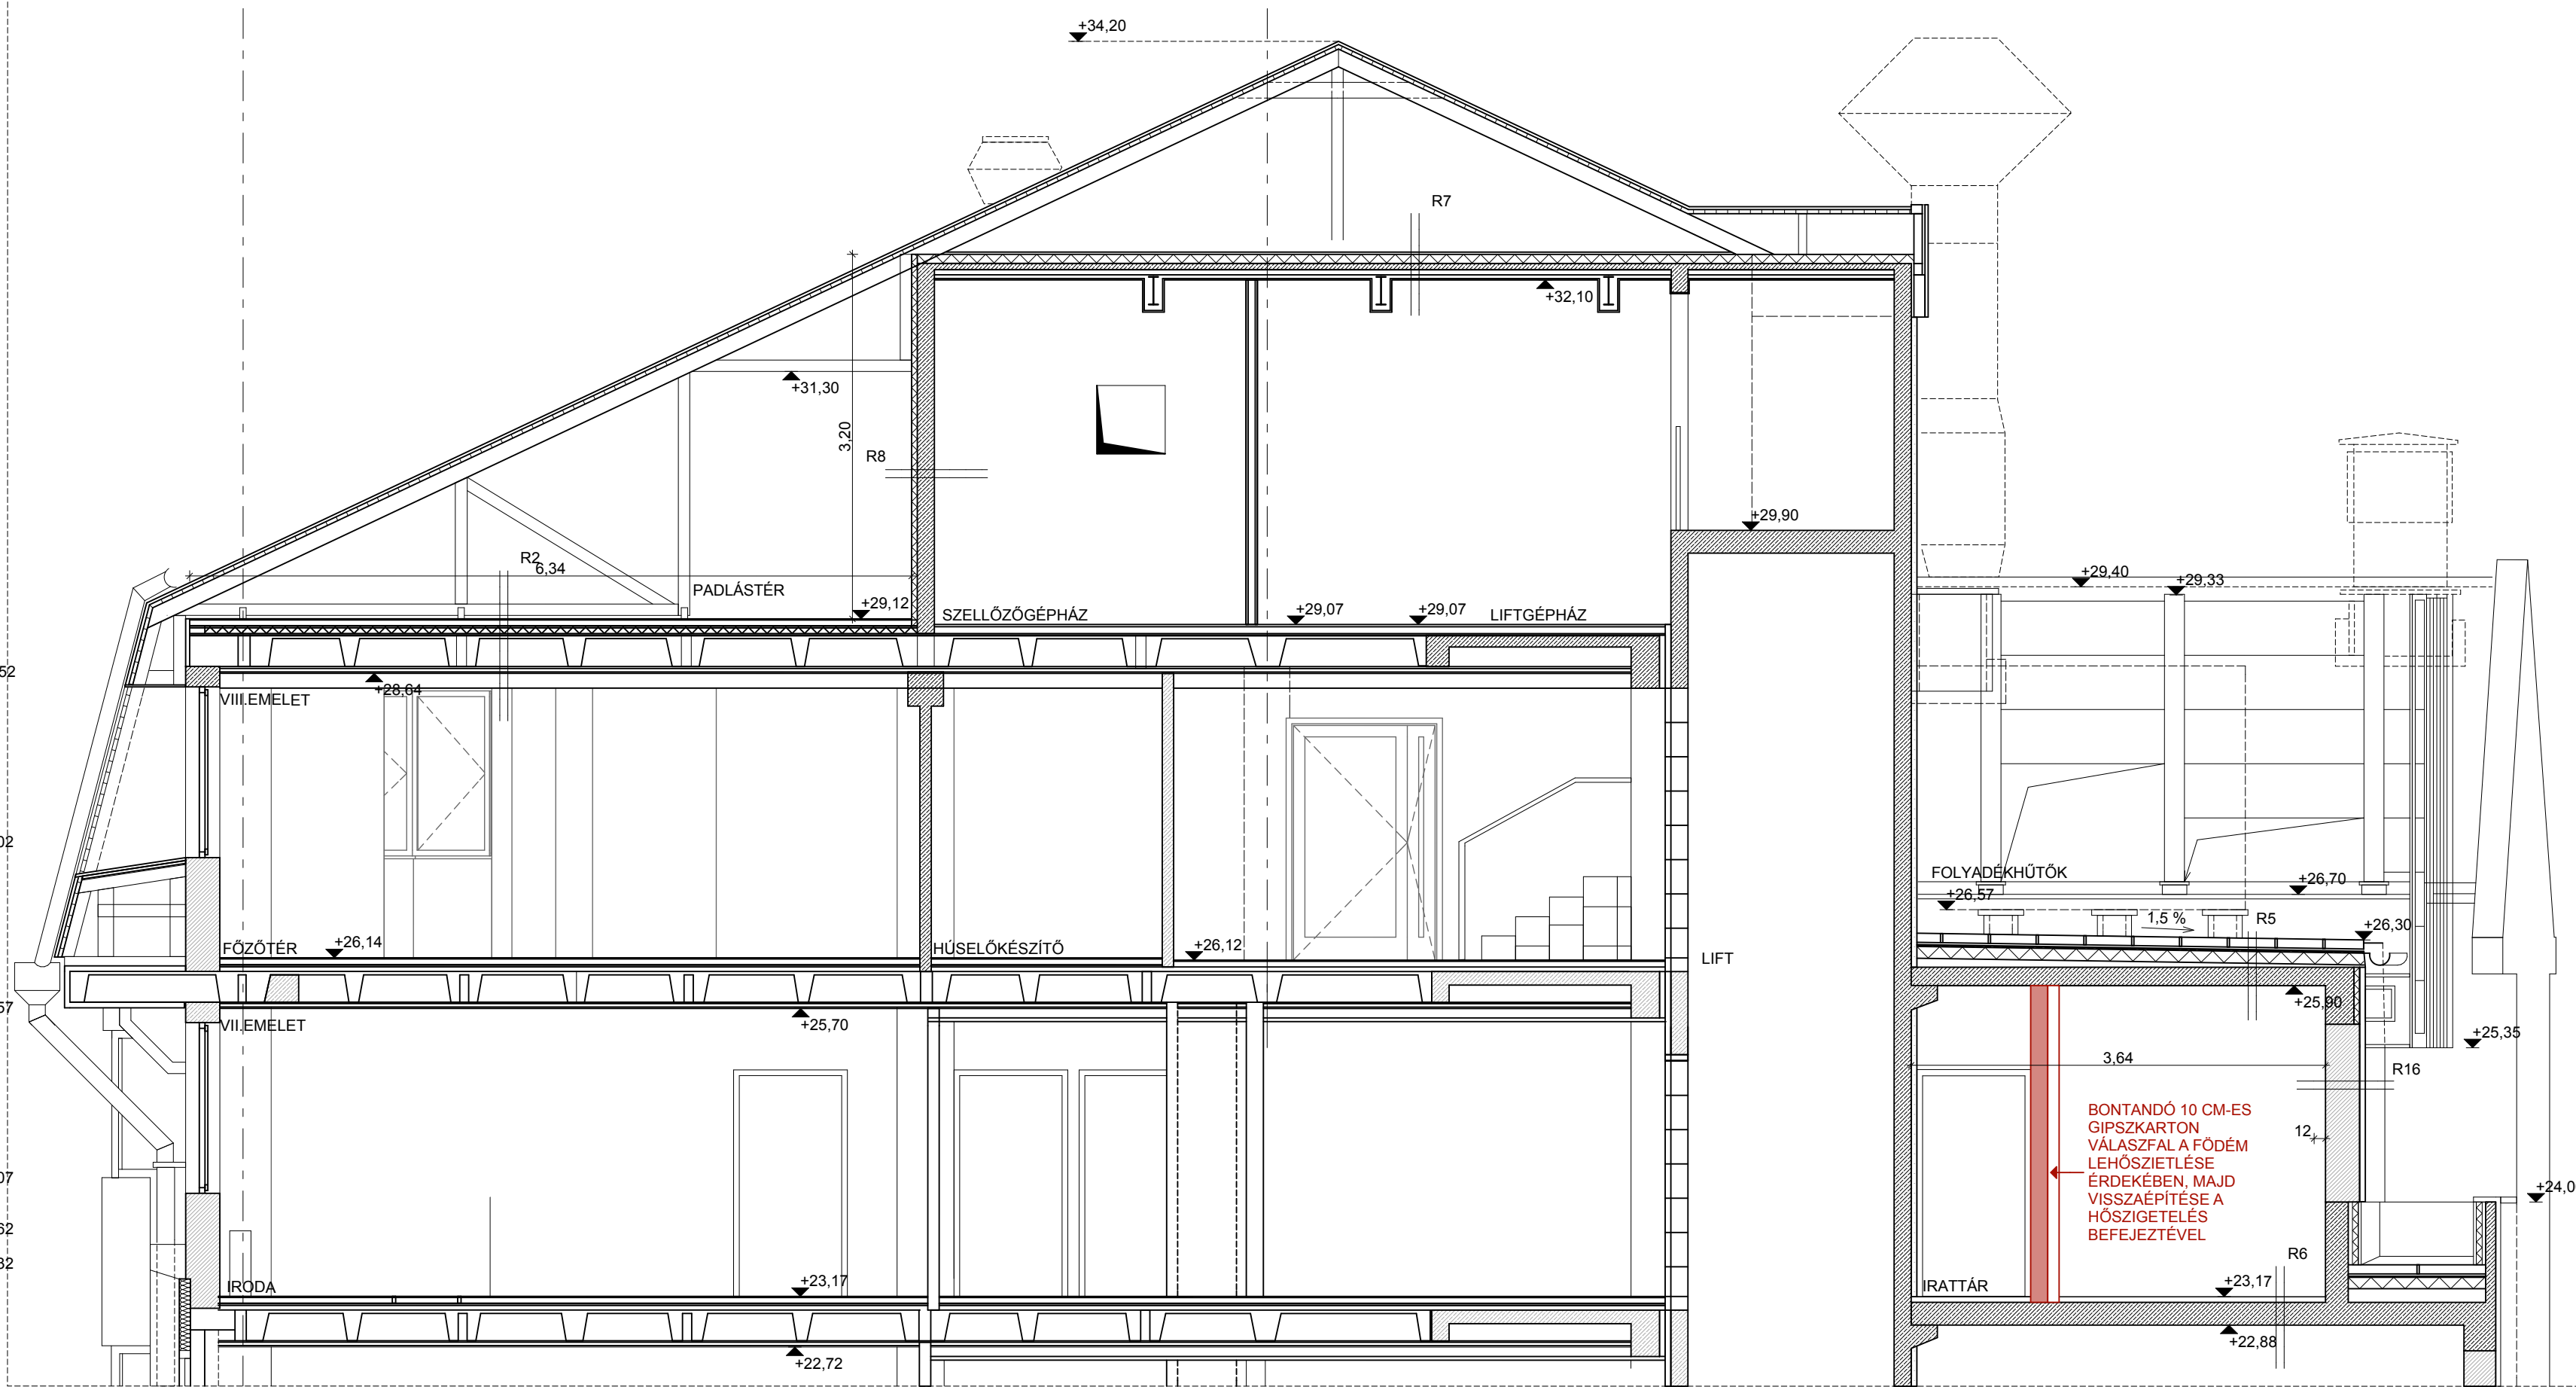 +34,20
R7
+32,10
+31,30
3,20
R8
+29,90
R2
6,34
PADLÁSTÉR
+29,12
SZELLŐZŐGÉPHÁZ
+29,07
+29,07
LIFTGÉPHÁZ
+29,40
+29,33
+28,64
VIII.EMELET
FOLYADÉKHŰTŐK
+26,70
+26,57
1,5 %
R5
+26,30
FŐZŐTÉR
+26,14
HÚSELŐKÉSZÍTŐ
+26,12
LIFT
+25,90
VII.EMELET
+25,70
+25,35
3,64
R16
BONTANDÓ 10 CM-ES
GIPSZKARTON
VÁLASZFAL A FÖDÉM
LEHŐSZIETLÉSE
ÉRDEKÉBEN, MAJD
VISSZAÉPÍTÉSE A
HŐSZIGETELÉS
BEFEJEZTÉVEL
12
+24,0
R6
IRODA
+23,17
IRATTÁR
+23,17
+22,72
+22,88